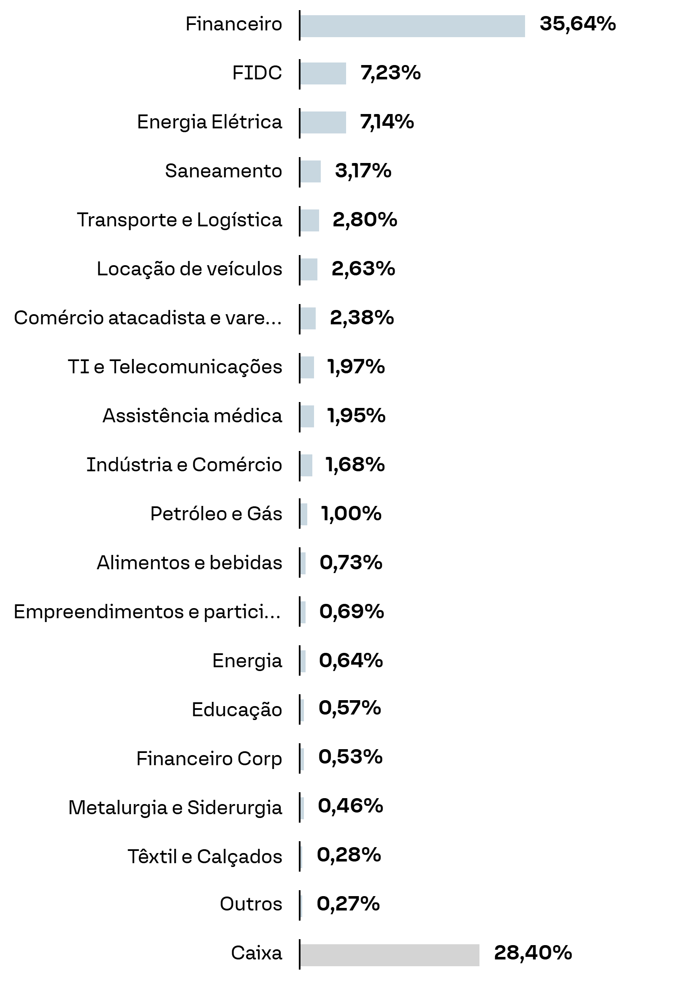 Financeiro 35,64%
FIDC 7,23%
Energia Elétrica 7,14%
Saneamento 3,17%
Transporte e Logística 2,80%
Locação de veículos 2,63%
Comércio atacadista e vare... 2,38%
TI e Telecomunicações 1,97%
Assistência médica 1,95%
Indústria e Comércio 1,68%
Petróleo e Gás 1,00%
Alimentos e bebidas 0,73%
Empreendimentos e partici... 0,69%
Energia 0,64%
Educação 0,57%
Financeiro Corp 0,53%
Metalurgia e Siderurgia 0,46%
Têxtil e Calçados 0,28%
Outros 0,27%
Caixa 28,40%